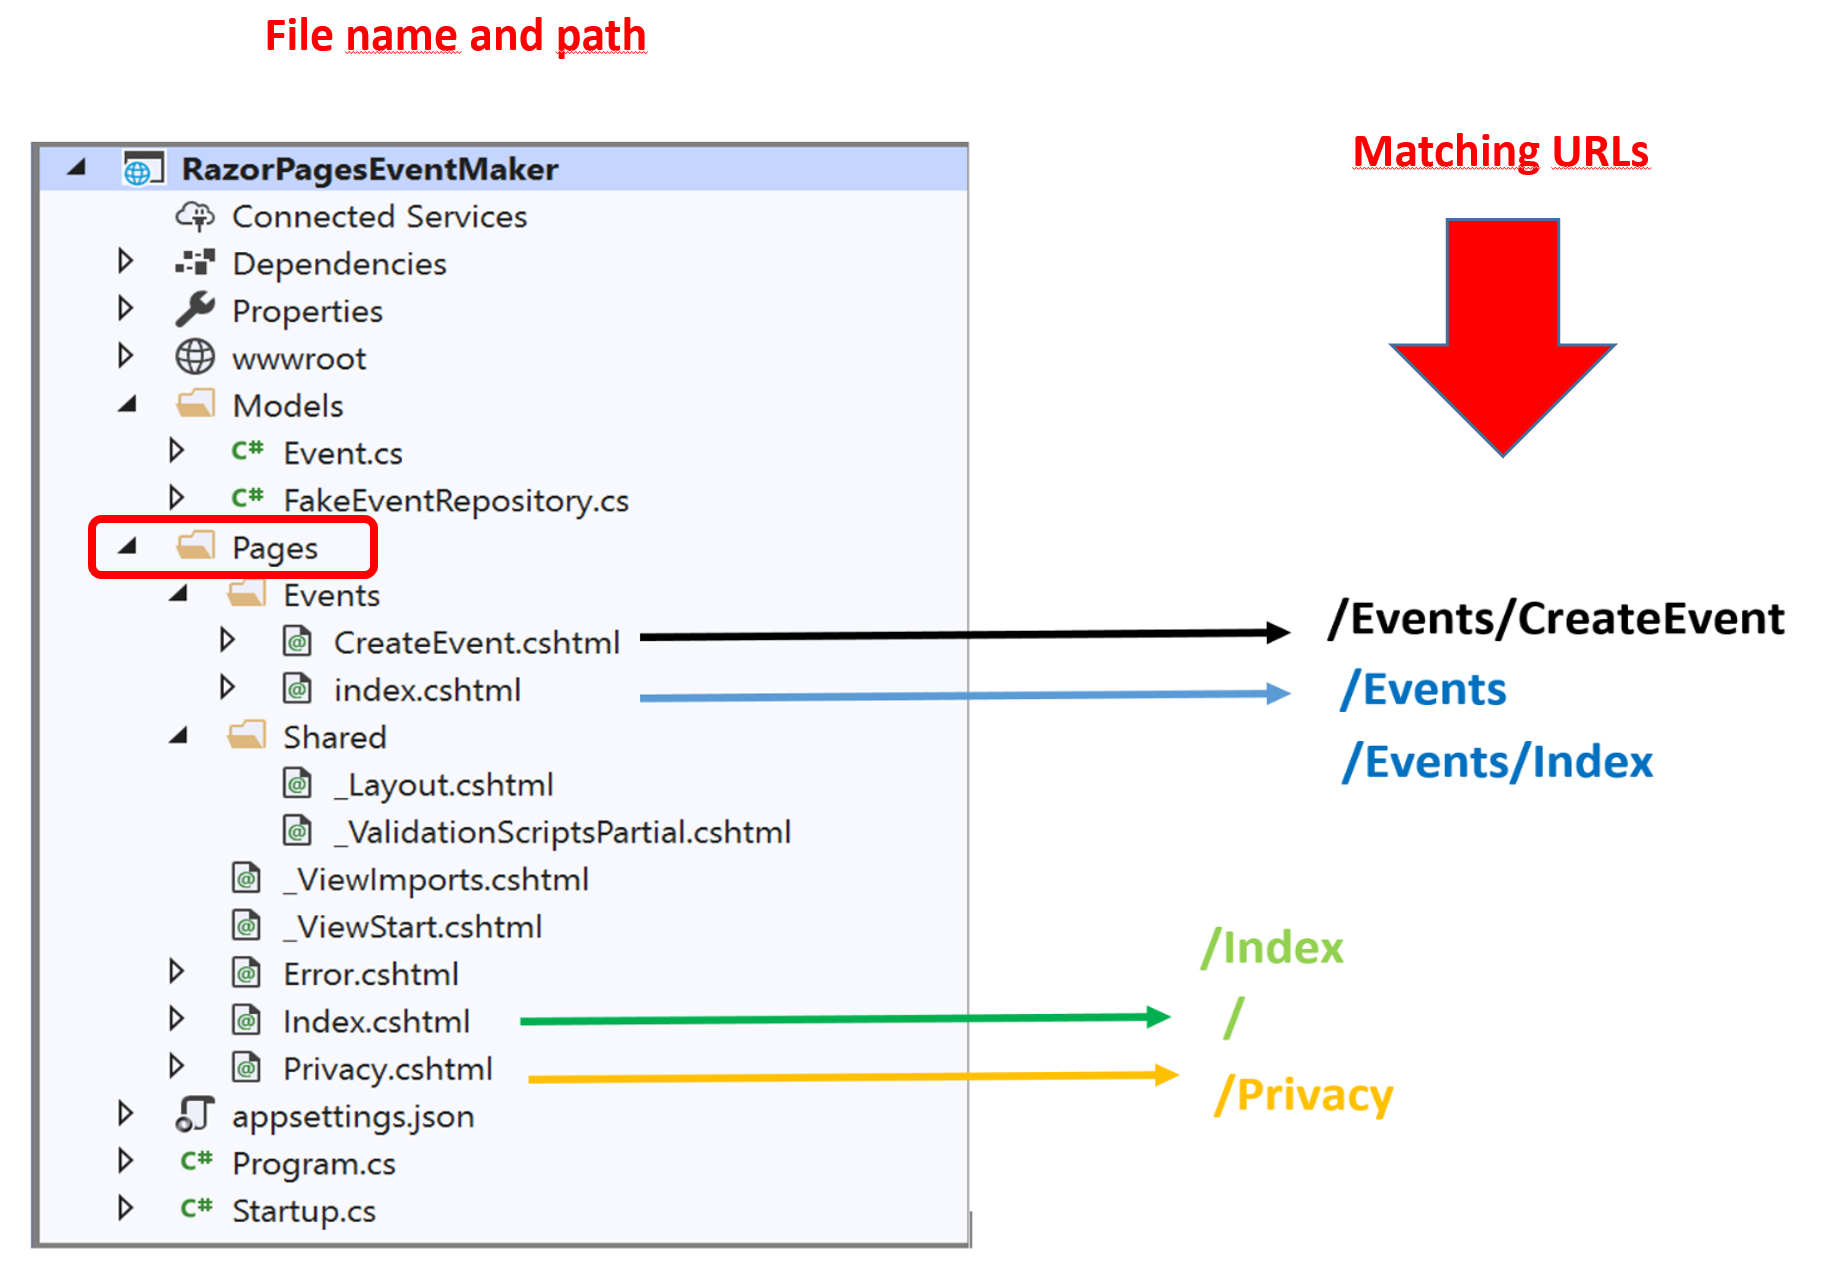 File name and path
Matching URLs
RazorPagesEventMaker
Connected Services
Dependencies
Properties
wwwroot
Models
C# Event.cs
C# FakeEventRepository.cs
Pages
Events
CreateEvent.cshtml
/Events/CreateEvent
index.cshtml
/Events
/Events/Index
Shared
_Layout.cshtml
_ValidationScriptsPartial.cshtml
_ViewImports.cshtml
_ViewStart.cshtml
Error.cshtml
/Index
Index.cshtml
/
Privacy.cshtml
/Privacy
appsettings.json
C# Program.cs
C# Startup.cs